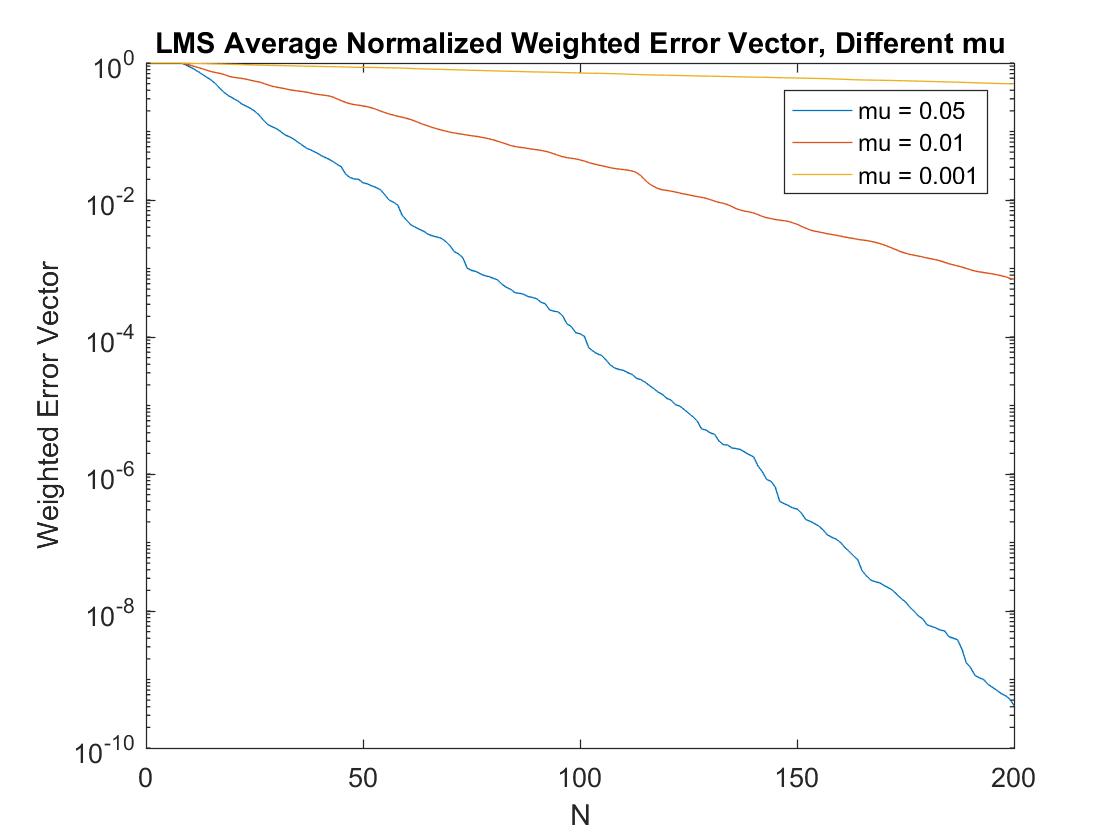 LMS Average Normalized Weighted Error Vector, Different mu
10^0
10^-2
10^-4
10^-6
10^-8
10^-10
Weighted Error Vector
mu = 0.05
mu = 0.01
mu = 0.001
0 50 100 150 200
N